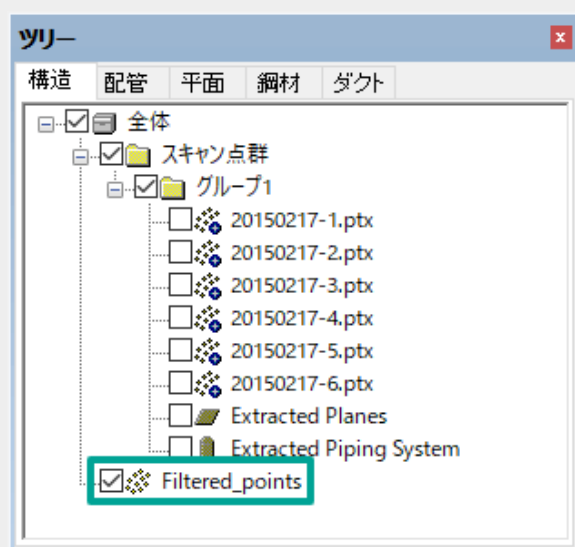 ツリー
構造 配管 平面 鋼材 ダクト
全体
スキャン点群
グループ1
20150217-1.ptx
20150217-2.ptx
20150217-3.ptx
20150217-4.ptx
20150217-5.ptx
20150217-6.ptx
Extracted Planes
Extracted Piping System
Filtered_points